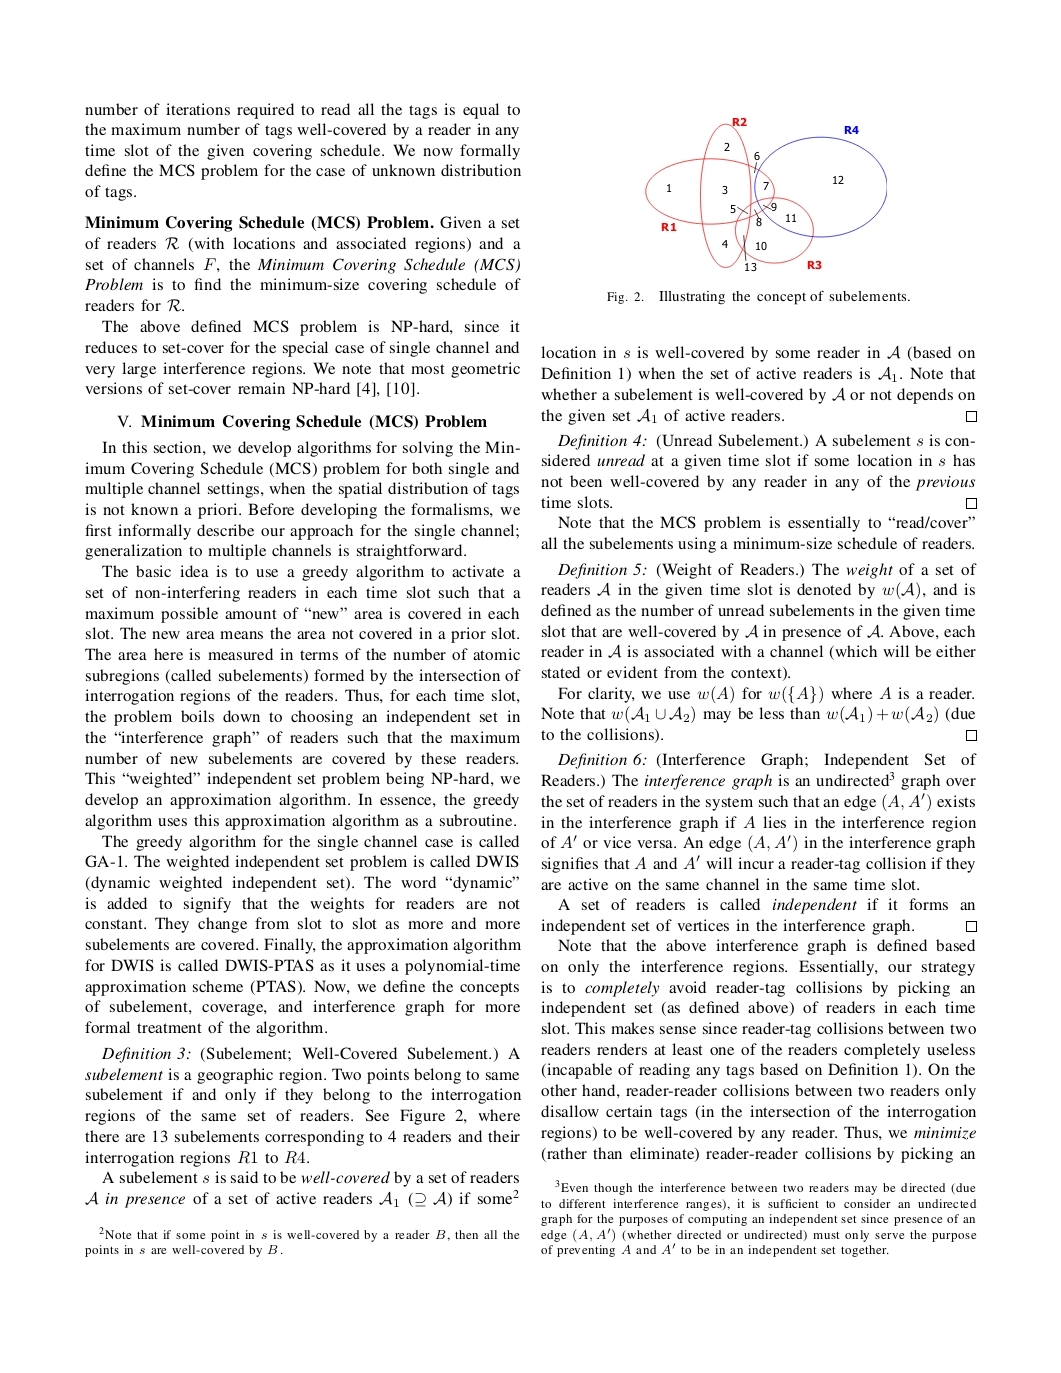 number of iterations required to read all the tags is equal to
the maximum number of tags well-covered by a reader in any
time slot of the given covering schedule. We now formally
define the MCS problem for the case of unknown distribution
of tags.
Minimum Covering Schedule (MCS) Problem. Given a set
of readers ℛ (with locations and associated regions) and a
set of channels F, the Minimum Covering Schedule (MCS)
Problem is to find the minimum-size covering schedule of
readers for ℛ.
The above defined MCS problem is NP-hard, since it
reduces to set-cover for the special case of single channel and
very large interference regions. We note that most geometric
versions of set-cover remain NP-hard [4], [10].
V. Minimum Covering Schedule (MCS) Problem
In this section, we develop algorithms for solving the Min-
imum Covering Schedule (MCS) problem for both single and
multiple channel settings, when the spatial distribution of tags
is not known a priori. Before developing the formalisms, we
first informally describe our approach for the single channel;
generalization to multiple channels is straightforward.
The basic idea is to use a greedy algorithm to activate a
set of non-interfering readers in each time slot such that a
maximum possible amount of “new” area is covered in each
slot. The new area means the area not covered in a prior slot.
The area here is measured in terms of the number of atomic
subregions (called subelements) formed by the intersection of
interrogation regions of the readers. Thus, for each time slot,
the problem boils down to choosing an independent set in
the “interference graph” of readers such that the maximum
number of new subelements are covered by these readers.
This “weighted” independent set problem being NP-hard, we
develop an approximation algorithm. In essence, the greedy
algorithm uses this approximation algorithm as a subroutine.
The greedy algorithm for the single channel case is called
GA-1. The weighted independent set problem is called DWIS
(dynamic weighted independent set). The word “dynamic”
is added to signify that the weights for readers are not
constant. They change from slot to slot as more and more
subelements are covered. Finally, the approximation algorithm
for DWIS is called DWIS-PTAS as it uses a polynomial-time
approximation scheme (PTAS). Now, we define the concepts
of subelement, coverage, and interference graph for more
formal treatment of the algorithm.
Definition 3: (Subelement; Well-Covered Subelement.) A
subelement is a geographic region. Two points belong to same
subelement if and only if they belong to the interrogation
regions of the same set of readers. See Figure 2, where
there are 13 subelements corresponding to 4 readers and their
interrogation regions R1 to R4.
A subelement s is said to be well-covered by a set of readers
𝒜 in presence of a set of active readers 𝒜₁ (⊇ 𝒜) if some²
²Note that if some point in s is well-covered by a reader B, then all the
points in s are well-covered by B.
R2
R4
2
6
1
3
7
12
5
9
8
11
R1
4
10
13
R3
Fig. 2. Illustrating the concept of subelements.
location in s is well-covered by some reader in 𝒜 (based on
Definition 1) when the set of active readers is 𝒜₁. Note that
whether a subelement is well-covered by 𝒜 or not depends on
the given set 𝒜₁ of active readers. □
Definition 4: (Unread Subelement.) A subelement s is con-
sidered unread at a given time slot if some location in s has
not been well-covered by any reader in any of the previous
time slots. □
Note that the MCS problem is essentially to “read/cover”
all the subelements using a minimum-size schedule of readers.
Definition 5: (Weight of Readers.) The weight of a set of
readers 𝒜 in the given time slot is denoted by w(𝒜), and is
defined as the number of unread subelements in the given time
slot that are well-covered by 𝒜 in presence of 𝒜. Above, each
reader in 𝒜 is associated with a channel (which will be either
stated or evident from the context).
For clarity, we use w(A) for w({A}) where A is a reader.
Note that w(𝒜₁ ∪ 𝒜₂) may be less than w(𝒜₁) + w(𝒜₂) (due
to the collisions). □
Definition 6: (Interference Graph; Independent Set of
Readers.) The interference graph is an undirected³ graph over
the set of readers in the system such that an edge (A, A′) exists
in the interference graph if A lies in the interference region
of A′ or vice versa. An edge (A, A′) in the interference graph
signifies that A and A′ will incur a reader-tag collision if they
are active on the same channel in the same time slot.
A set of readers is called independent if it forms an
independent set of vertices in the interference graph. □
Note that the above interference graph is defined based
on only the interference regions. Essentially, our strategy
is to completely avoid reader-tag collisions by picking an
independent set (as defined above) of readers in each time
slot. This makes sense since reader-tag collisions between two
readers renders at least one of the readers completely useless
(incapable of reading any tags based on Definition 1). On the
other hand, reader-reader collisions between two readers only
disallow certain tags (in the intersection of the interrogation
regions) to be well-covered by any reader. Thus, we minimize
(rather than eliminate) reader-reader collisions by picking an
³Even though the interference between two readers may be directed (due
to different interference ranges), it is sufficient to consider an undirected
graph for the purposes of computing an independent set since presence of an
edge (A, A′) (whether directed or undirected) must only serve the purpose
of preventing A and A′ to be in an independent set together.